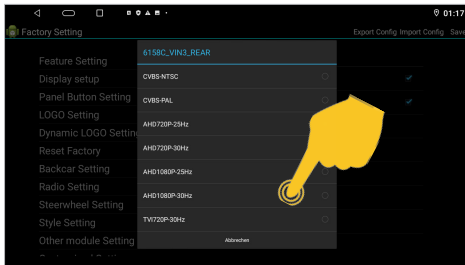 01:17
Factory Setting
Export Config Import Config Save
6158C_VIN3_REAR
Feature Setting
CVBS-NTSC
Display setup
Panel Button Setting
CVBS-PAL
LOGO Setting
AHD720P-25Hz
Dynamic LOGO Settin
AHD720P-30Hz
Reset Factory
Backcar Setting
AHD1080P-25Hz
Radio Setting
AHD1080P-30Hz
Steerwheel Setting
Style Setting
TVI720P-30Hz
Other module Setting
Abbrechen